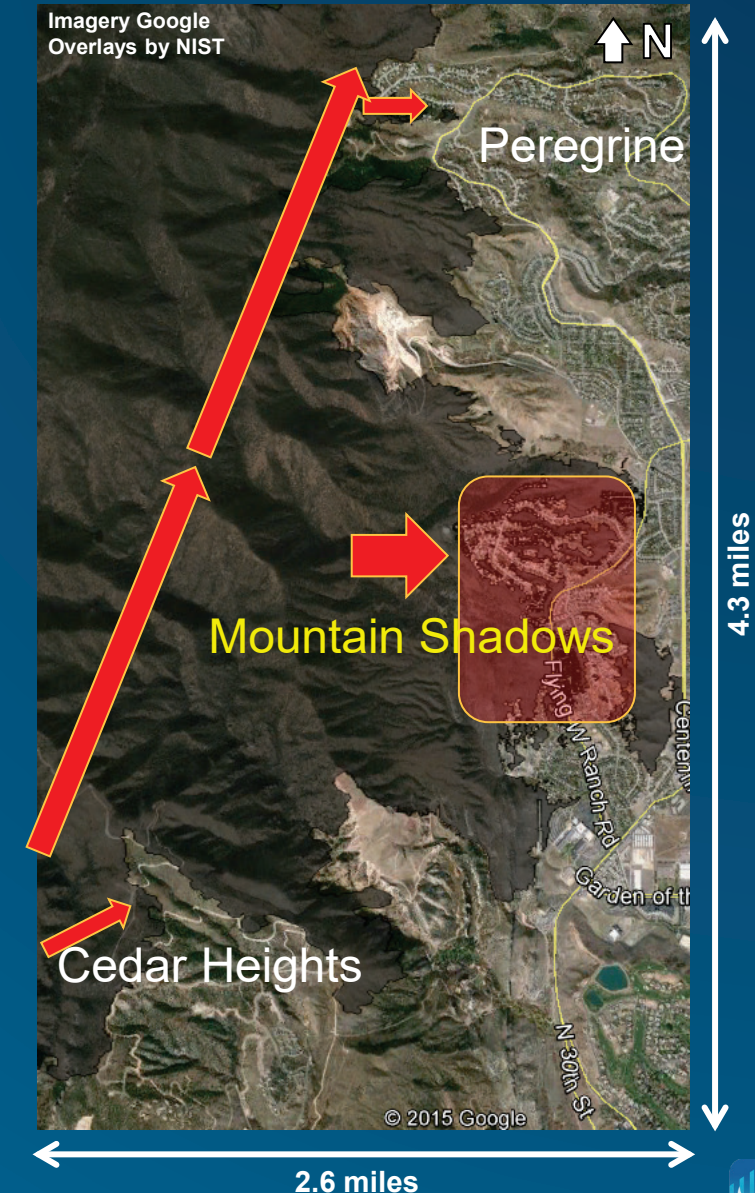 Imagery Google
Overlays by NIST
N
Peregrine
4.3 miles
Mountain Shadows
Flying W Ranch Rd
Centenn
Garden of th
Cedar Heights
N 30th St
© 2015 Google
2.6 miles